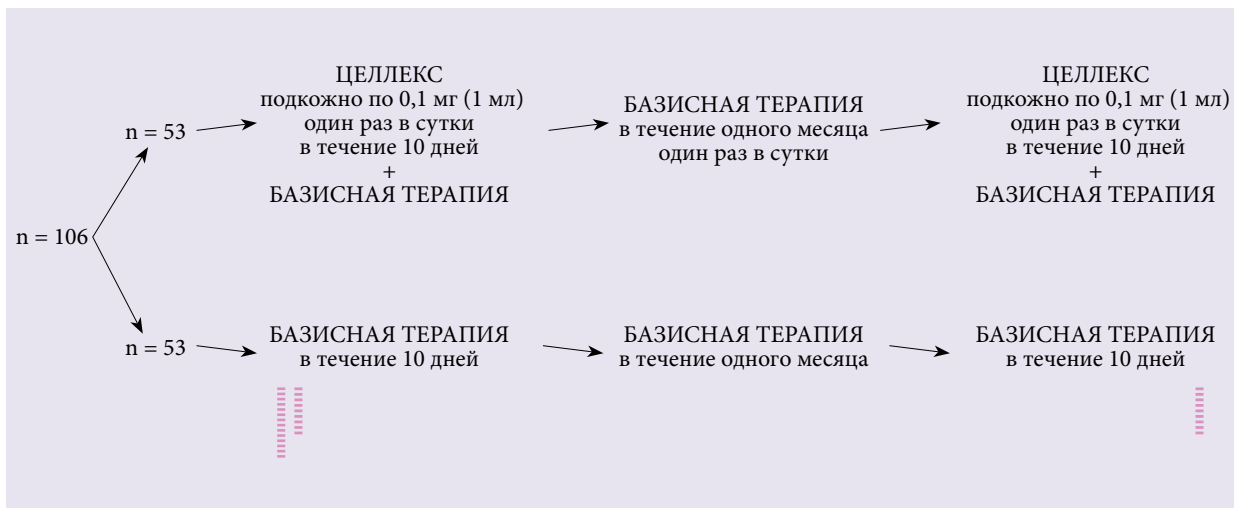 n = 106
n = 53
ЦЕЛЛЕКС
подкожно по 0,1 мг (1 мл)
один раз в сутки
в течение 10 дней
+
БАЗИСНАЯ ТЕРАПИЯ
БАЗИСНАЯ ТЕРАПИЯ
в течение одного месяца
один раз в сутки
ЦЕЛЛЕКС
подкожно по 0,1 мг (1 мл)
один раз в сутки
в течение 10 дней
+
БАЗИСНАЯ ТЕРАПИЯ
n = 53
БАЗИСНАЯ ТЕРАПИЯ
в течение 10 дней
БАЗИСНАЯ ТЕРАПИЯ
в течение одного месяца
БАЗИСНАЯ ТЕРАПИЯ
в течение 10 дней